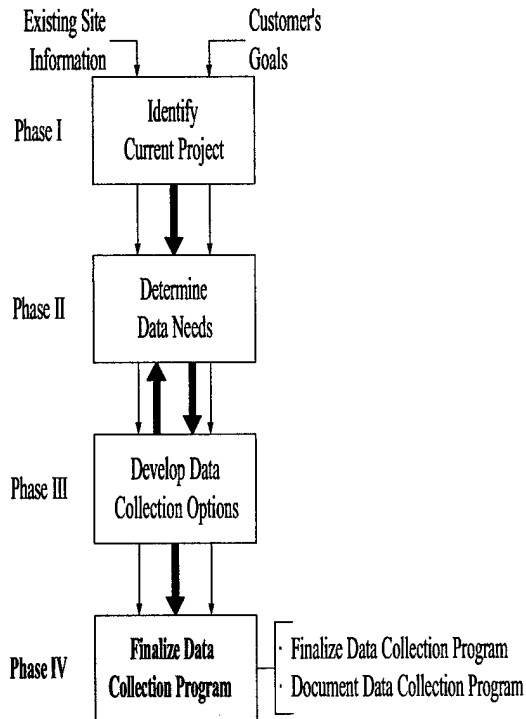 Existing Site
Information
Customer's
Goals
Phase I
Identify
Current Project
Phase II
Determine
Data Needs
Phase III
Develop Data
Collection Options
Phase IV
Finalize Data
Collection Program
· Finalize Data Collection Program
· Document Data Collection Program